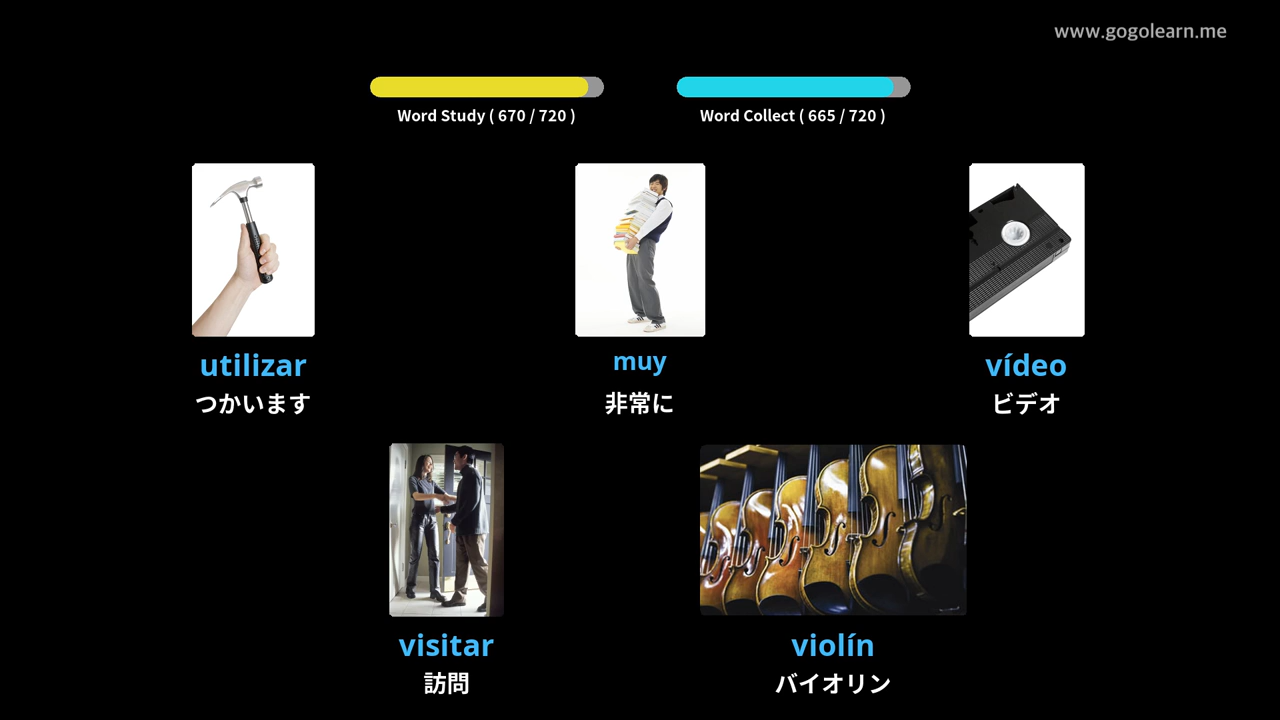 www.gogolearn.me
Word Study ( 670 / 720 )
Word Collect ( 665 / 720 )
utilizar
つかいます
muy
非常に
vídeo
ビデオ
visitar
訪問
violín
バイオリン